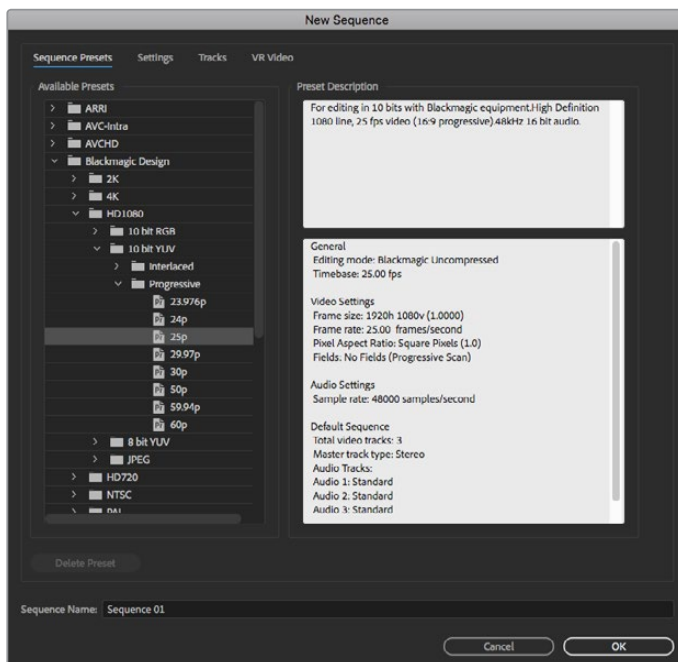 New Sequence
Sequence Presets Settings Tracks VR Video
Available Presets
ARRI
AVC-Intra
AVCHD
Blackmagic Design
2K
4K
HD1080
10 bit RGB
10 bit YUV
Interlaced
Progressive
23.976p
24p
25p
29.97p
30p
50p
59.94p
60p
8 bit YUV
JPEG
HD720
NTSC
PAL
Delete Preset
Preset Description
For editing in 10 bits with Blackmagic equipment.High Definition
1080 line, 25 fps video (16:9 progressive).48kHz 16 bit audio.
General
Editing mode: Blackmagic Uncompressed
Timebase: 25.00 fps
Video Settings
Frame size: 1920h 1080v (1.0000)
Frame rate: 25.00 frames/second
Pixel Aspect Ratio: Square Pixels (1.0)
Fields: No Fields (Progressive Scan)
Audio Settings
Sample rate: 48000 samples/second
Default Sequence
Total video tracks: 3
Master track type: Stereo
Audio Tracks:
Audio 1: Standard
Audio 2: Standard
Audio 3: Standard
Sequence Name: Sequence 01
Cancel OK